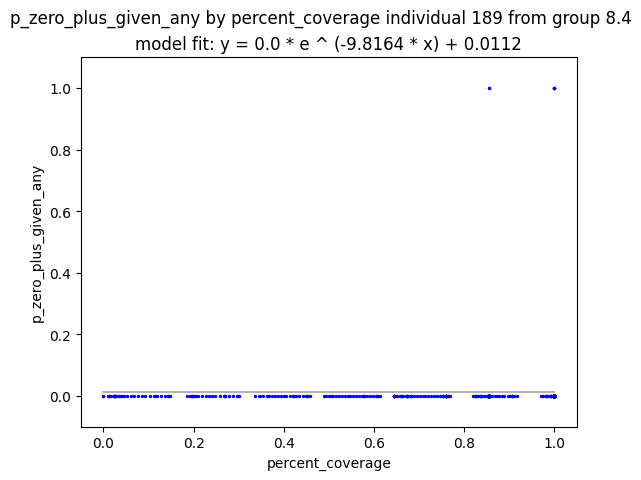 p_zero_plus_given_any by percent_coverage individual 189 from group 8.4
model fit: y = 0.0 * e ^ (-9.8164 * x) + 0.0112
1.0
0.8
0.6
0.4
0.2
0.0
p_zero_plus_given_any
0.0 0.2 0.4 0.6 0.8 1.0
percent_coverage